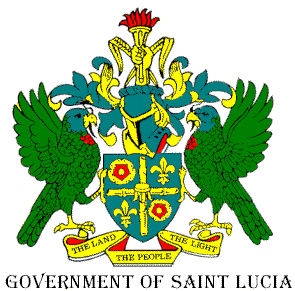 THE LAND
THE PEOPLE
THE LIGHT
GOVERNMENT OF SAINT LUCIA